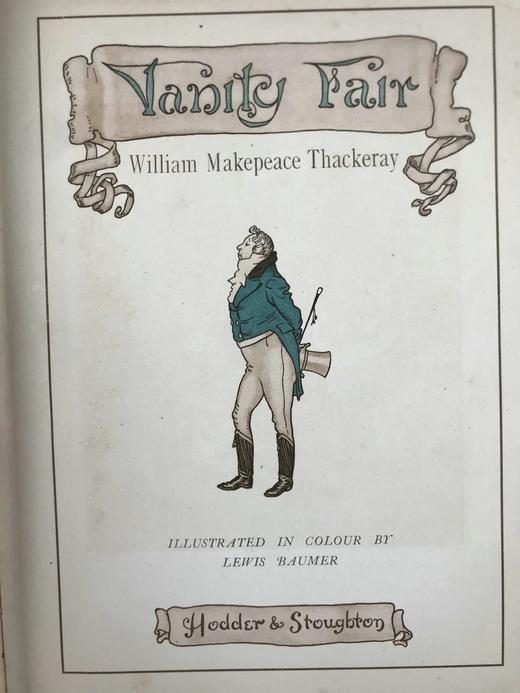 Vanity Fair
William Makepeace Thackeray
ILLUSTRATED IN COLOUR BY
LEWIS BAUMER
Hodder & Stoughton